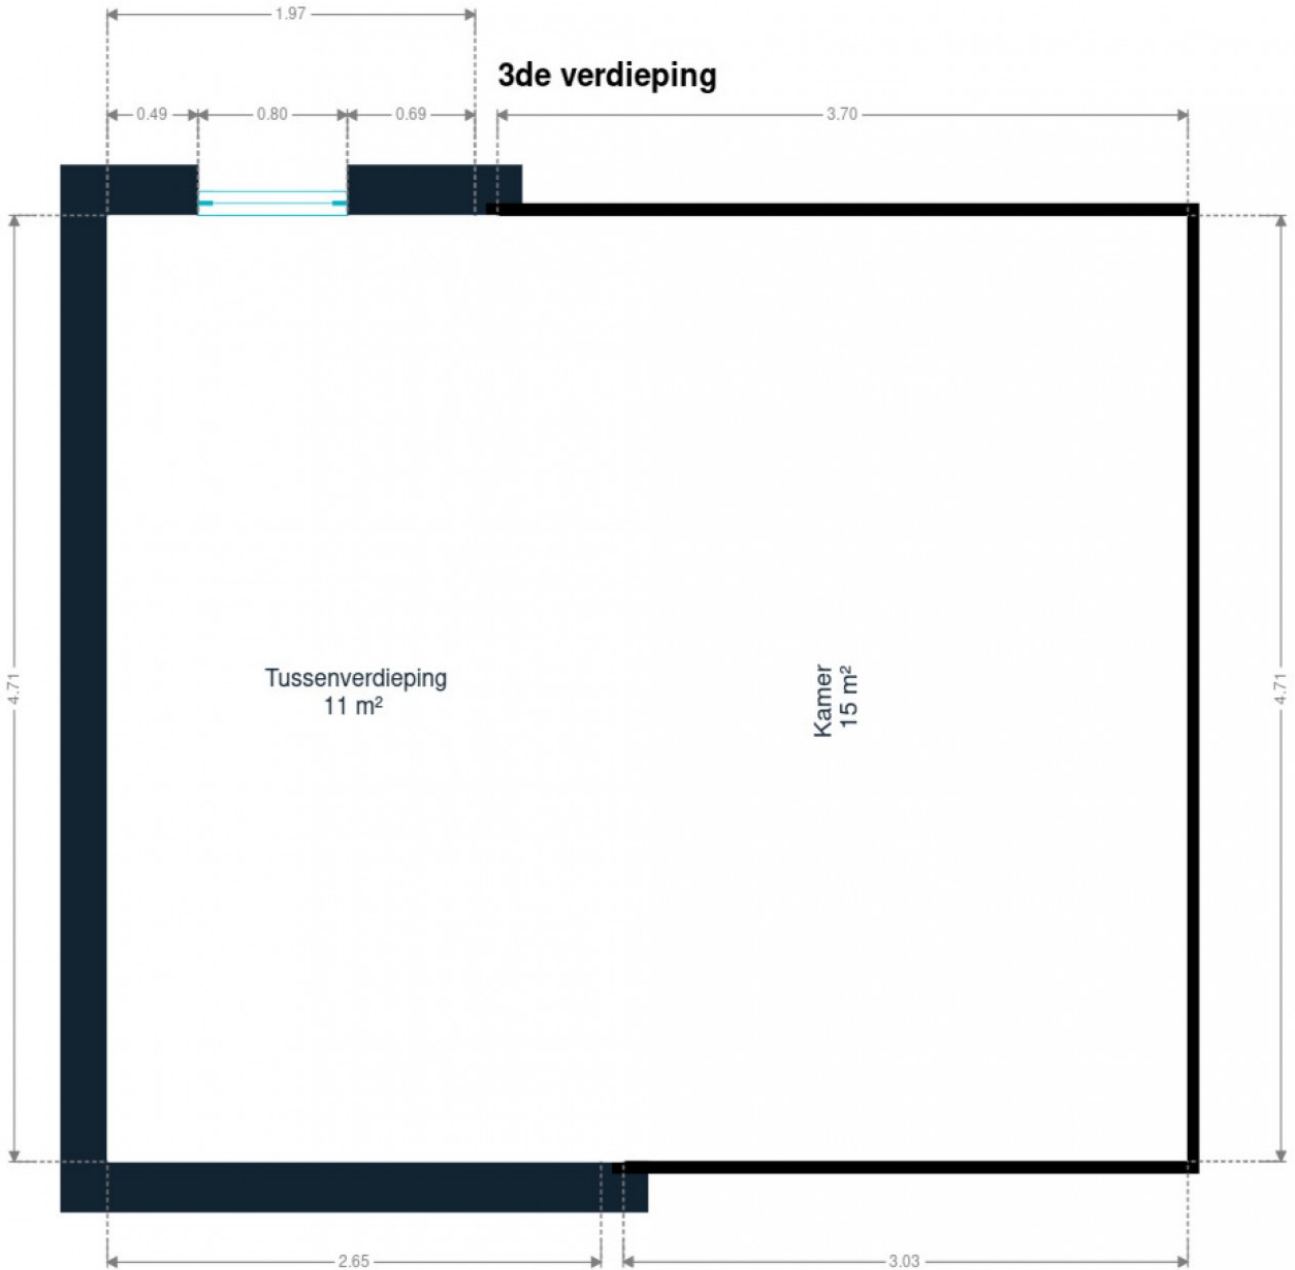 1.97
3de verdieping
0.49
0.80
0.69
3.70
4.71
Tussenverdieping
11 m²
Kamer
15 m²
4.71
2.65
3.03